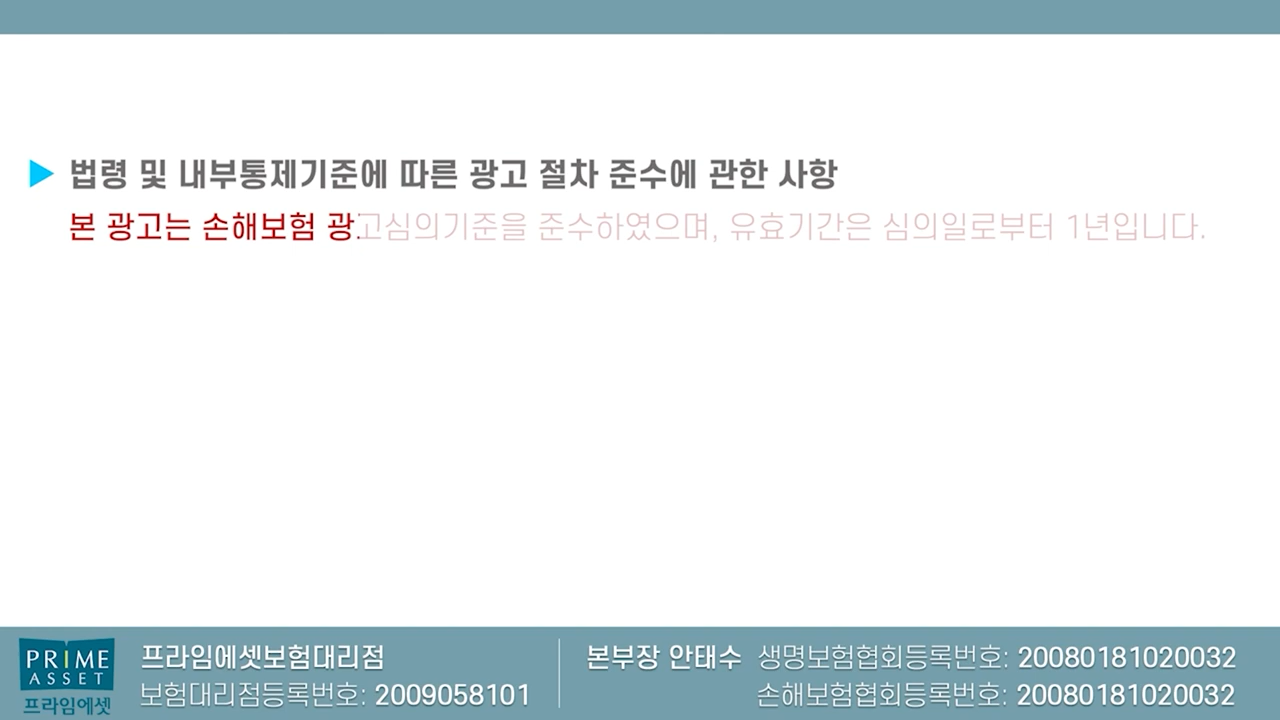 법령 및 내부통제기준에 따른 광고 절차 준수에 관한 사항
본 광고는 손해보험 광고심의기준을 준수하였으며, 유효기간은 심의일로부터 1년입니다.
PRIME
ASSET
프라임에셋
프라임에셋보험대리점
보험대리점등록번호: 2009058101
본부장 안태수 생명보험협회등록번호: 20080181020032
손해보험협회등록번호: 20080181020032